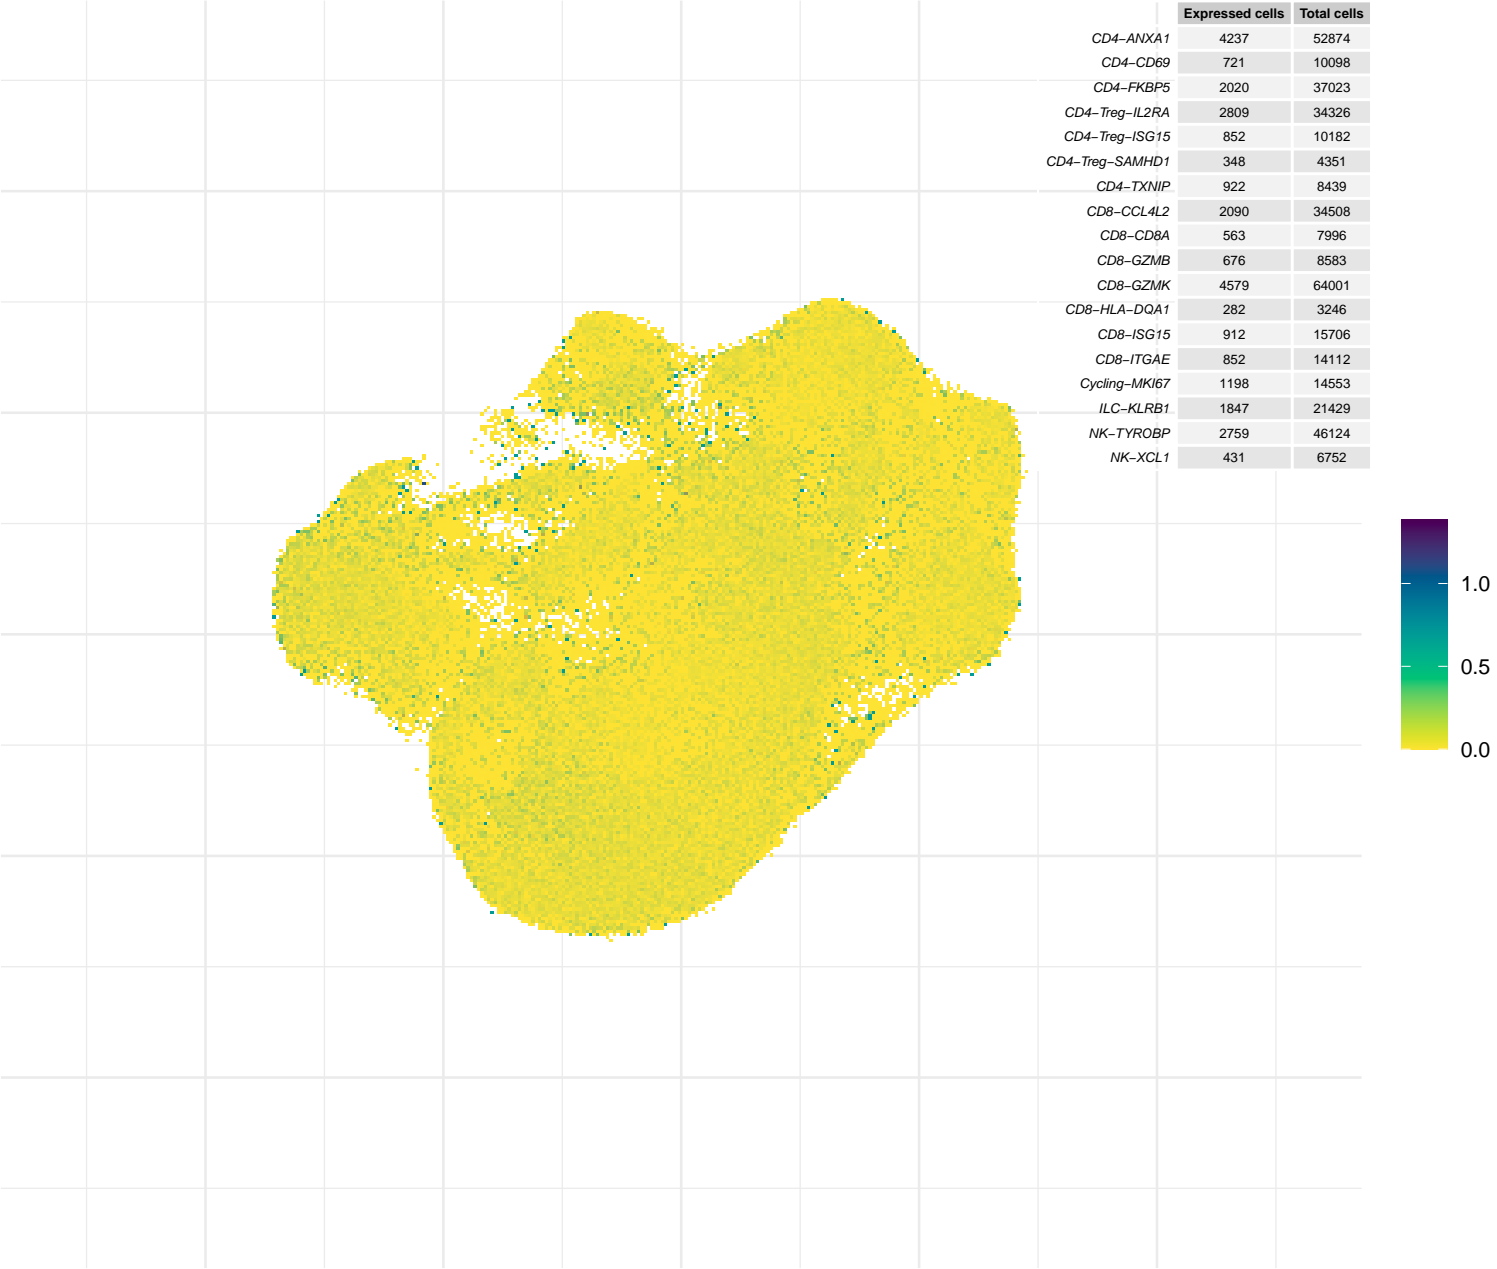 Expressed cells Total cells
CD4−ANXA1 4237 52874
CD4−CD69 721 10098
CD4−FKBP5 2020 37023
CD4−Treg−IL2RA 2809 34326
CD4−Treg−ISG15 852 10182
CD4−Treg−SAMHD1 348 4351
CD4−TXNIP 922 8439
CD8−CCL4L2 2090 34508
CD8−CD8A 563 7996
CD8−GZMB 676 8583
CD8−GZMK 4579 64001
CD8−HLA−DQA1 282 3246
CD8−ISG15 912 15706
CD8−ITGAE 852 14112
Cycling−MKI67 1198 14553
ILC−KLRB1 1847 21429
NK−TYROBP 2759 46124
NK−XCL1 431 6752
1.0
0.5
0.0